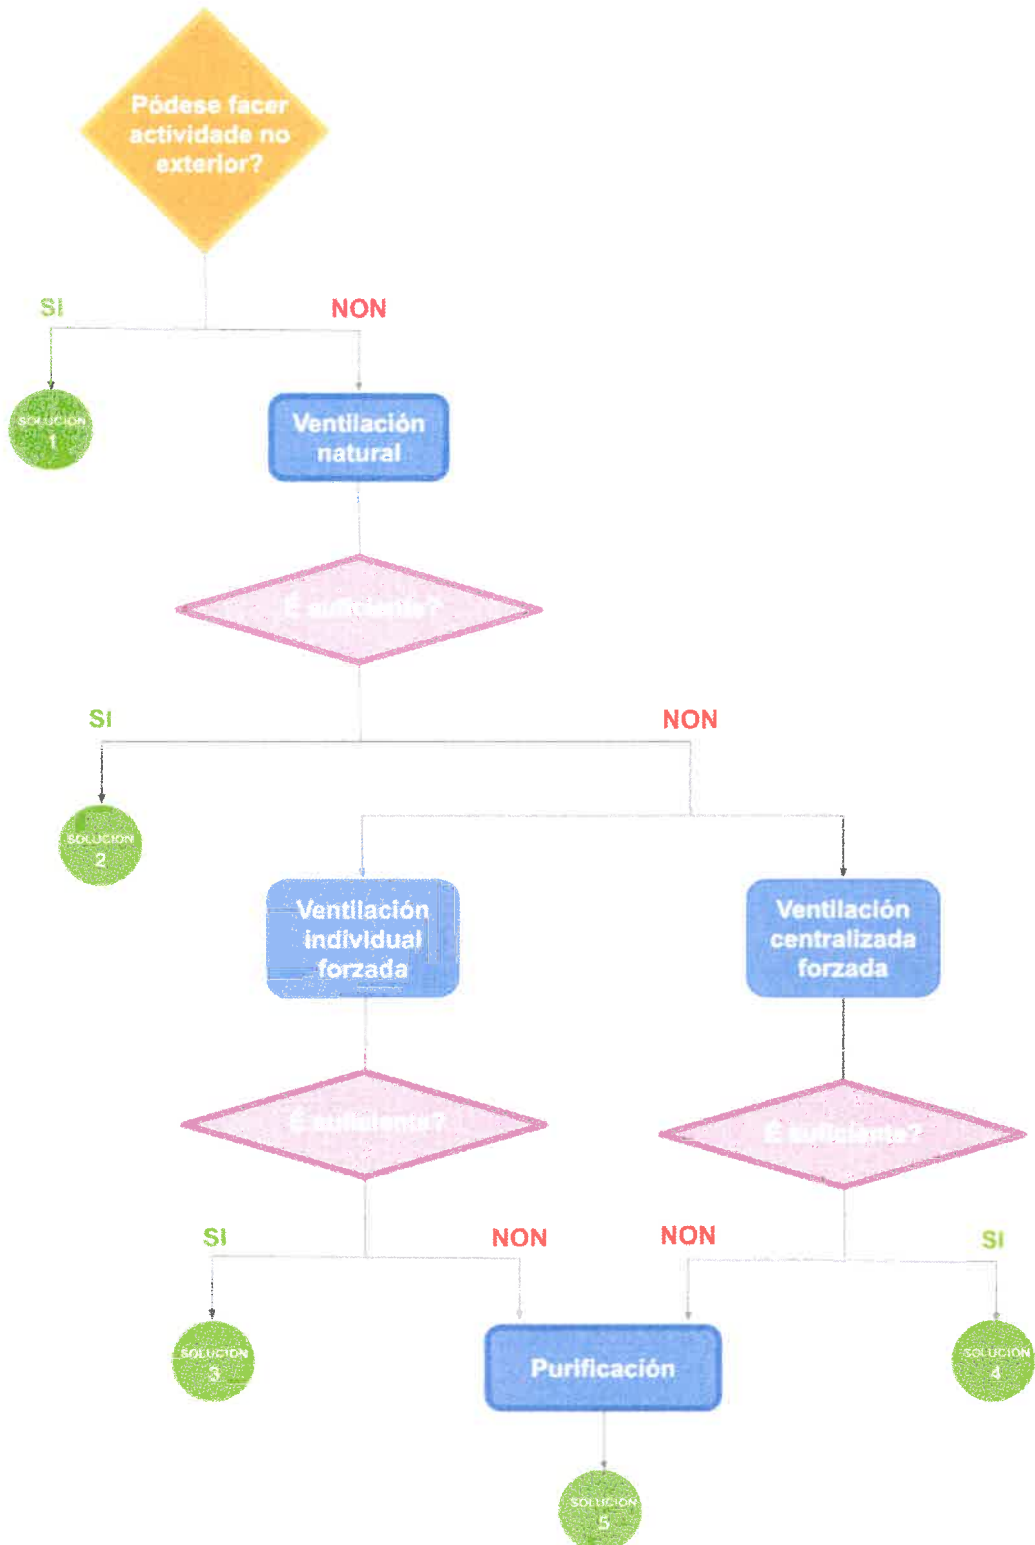 Pódese facer
actividade no
exterior?
SI
NON
SOLUCION
1
Ventilación
natural
É suficiente?
SI
NON
SOLUCION
2
Ventilación
individual
forzada
Ventilación
centralizada
forzada
É suficiente?
É suficiente?
SI
NON
NON
SI
SOLUCION
3
Purificación
SOLUCION
4
SOLUCION
5